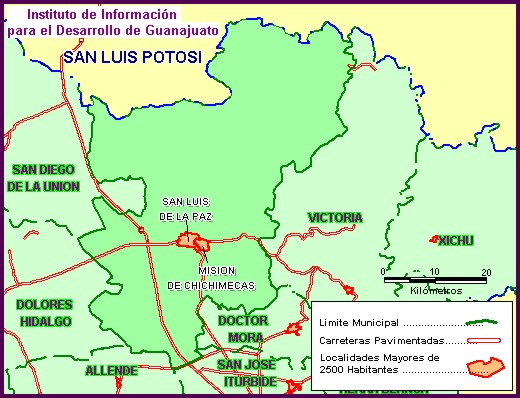 Instituto de Información
para el Desarrollo de Guanajuato
SAN LUIS POTOSI
SAN DIEGO
DE LA UNION
SAN LUIS
DE LA PAZ
VICTORIA
XICHU
MISION
DE CHICHIMECAS
0 10 20
Kilómetros
DOLORES
HIDALGO
DOCTOR
MORA
Limite Municipal
Carreteras Pavimentadas
Localidades Mayores de
2500 Habitantes
ALLENDE
SAN JOSE
ITURBIDE